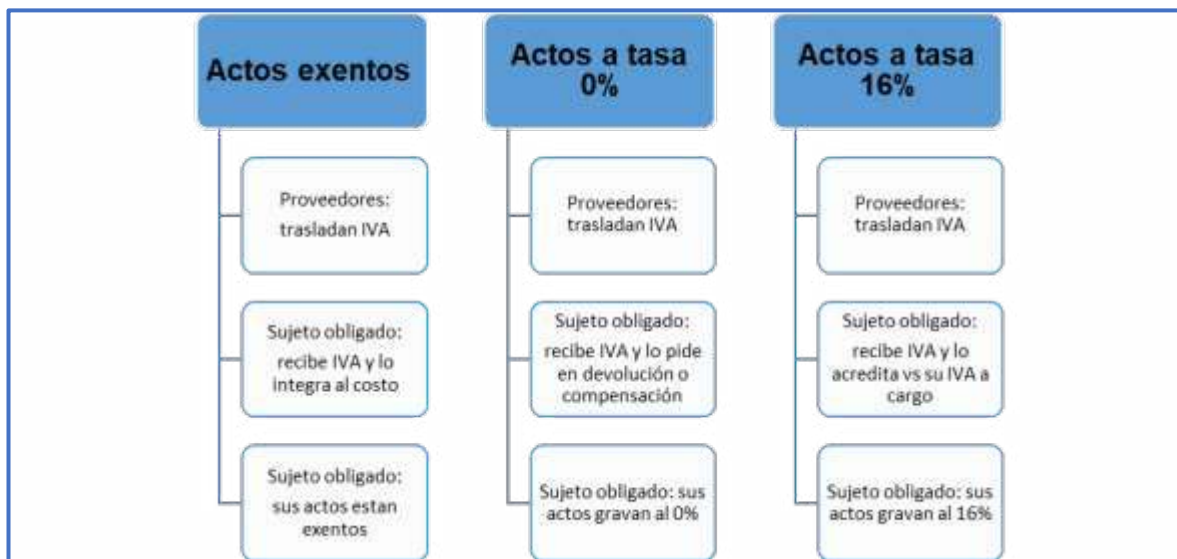 Actos exentos
Proveedores:
trasladan IVA
Sujeto obligado:
recibe IVA y lo
integra al costo
Sujeto obligado:
sus actos estan
exentos
Actos a tasa
0%
Proveedores:
trasladan IVA
Sujeto obligado:
recibe IVA y lo pide
en devolución o
compensación
Sujeto obligado: sus
actos gravan al 0%
Actos a tasa
16%
Proveedores:
trasladan IVA
Sujeto obligado:
recibe IVA y lo
acredita vs su IVA a
cargo
Sujeto obligado: sus
actos gravan al 16%